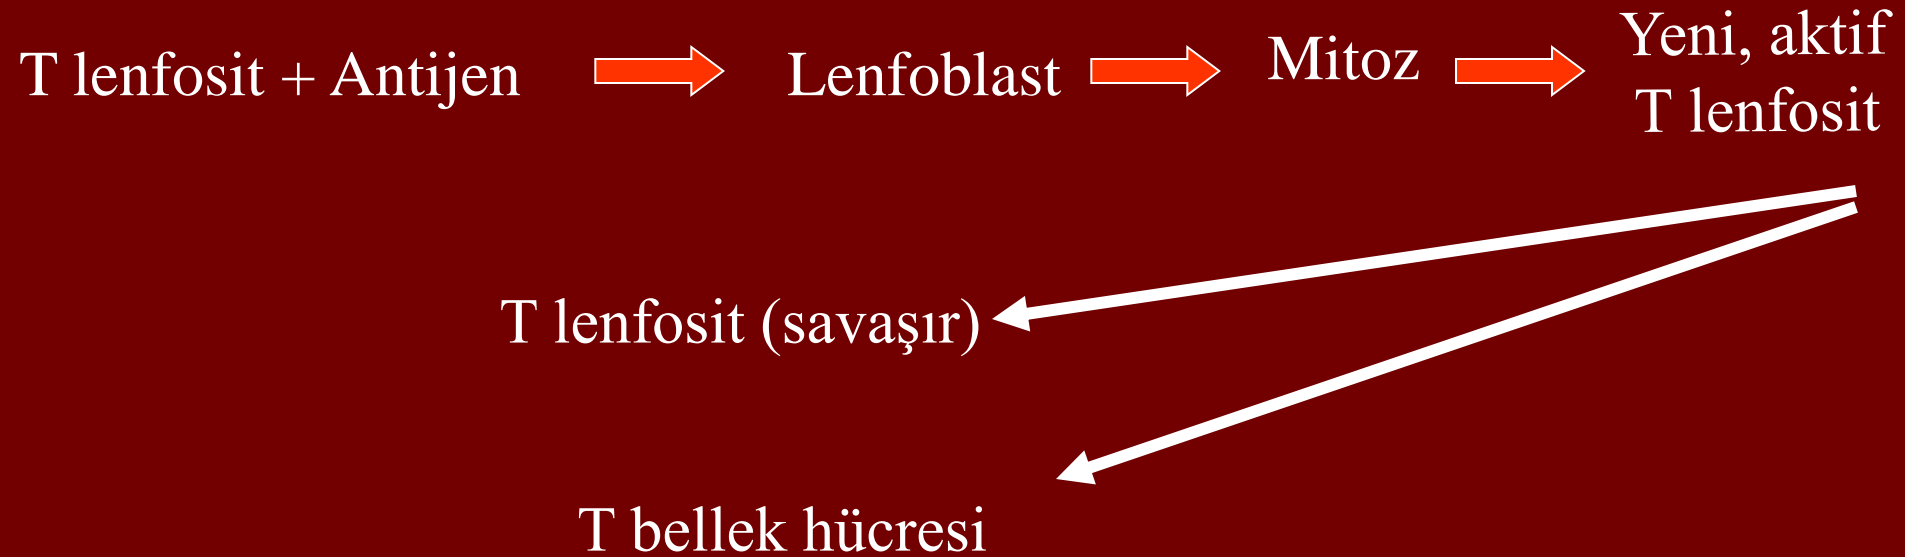 T lenfosit + Antijen
Lenfoblast
Mitoz
Yeni, aktif
T lenfosit
T lenfosit (savaşır)
T bellek hücresi